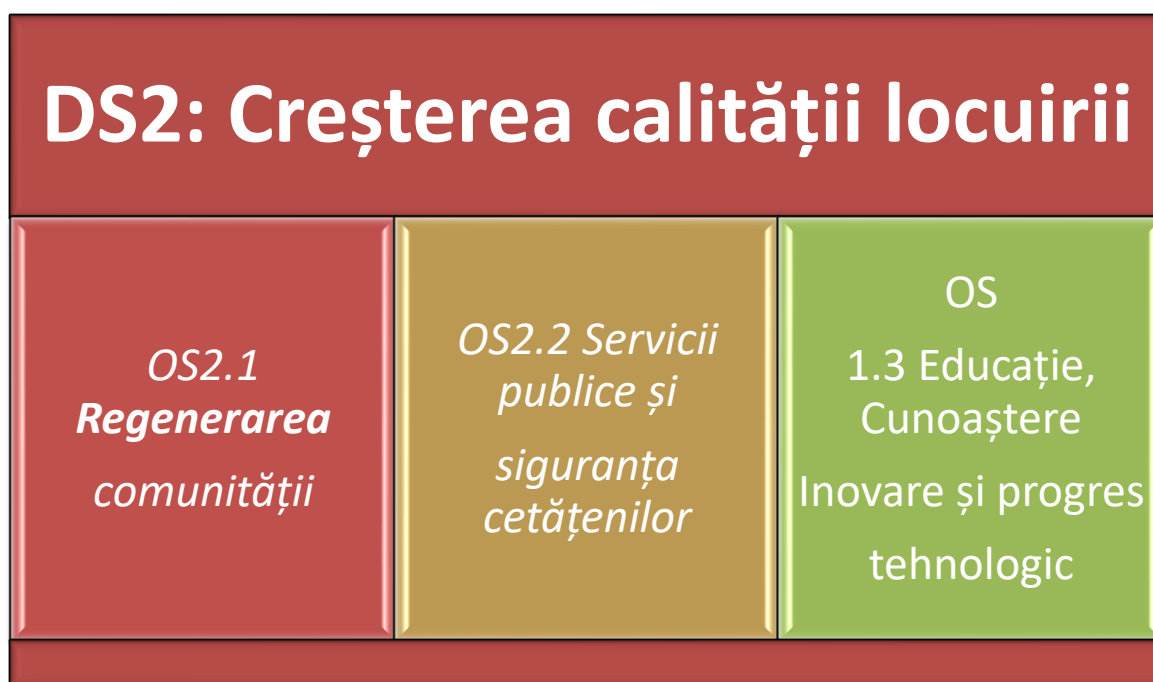 DS2: Creșterea calității locuirii
OS2.1
Regenerarea
comunității
OS2.2 Servicii
publice și
siguranța
cetățenilor
OS
1.3 Educație,
Cunoaștere
Inovare și progres
tehnologic